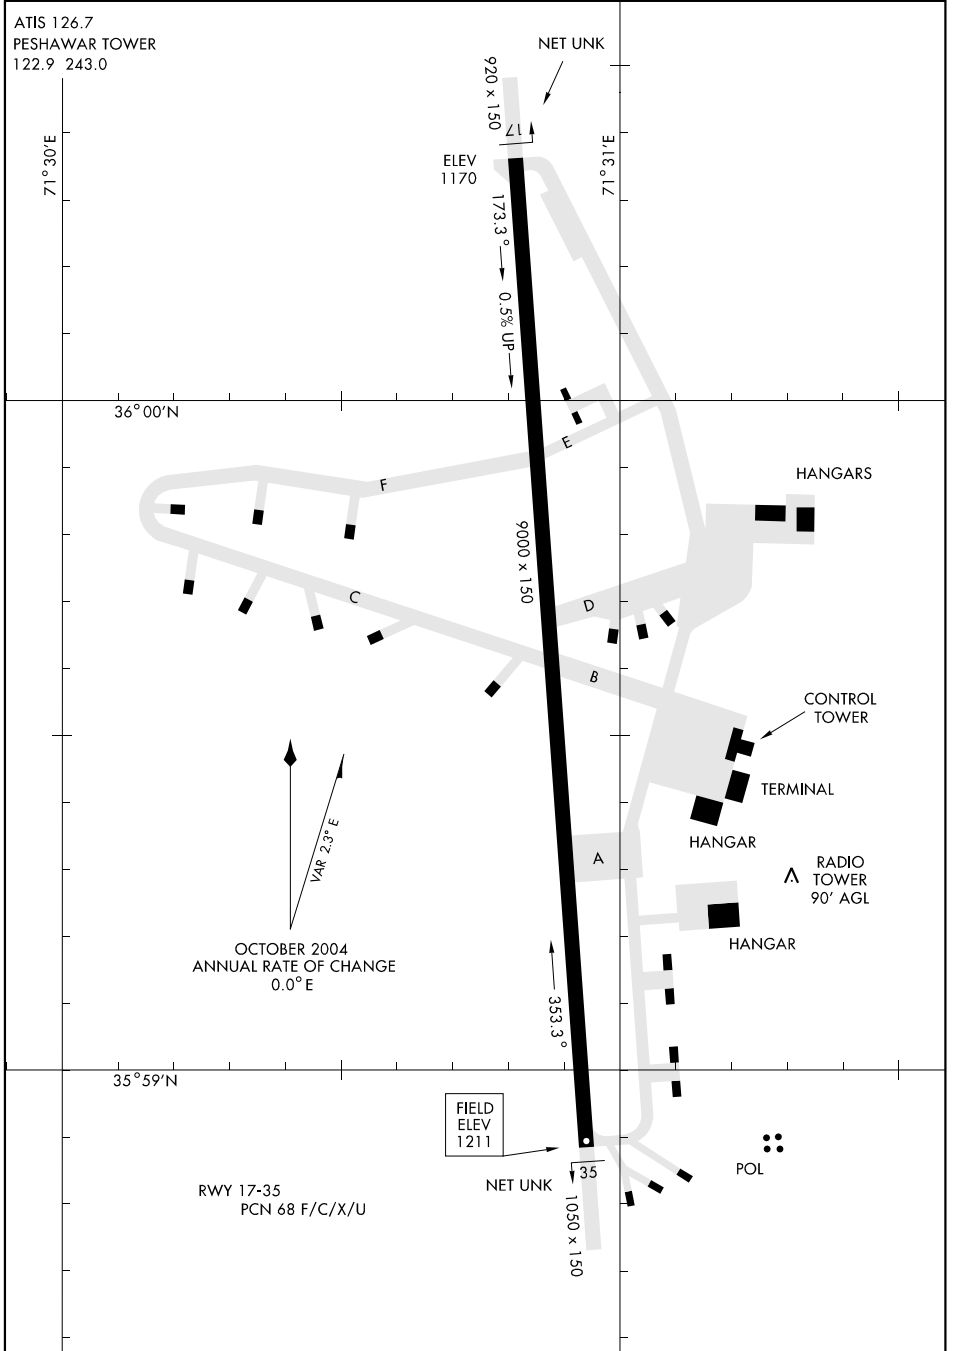 ATIS 126.7
PESHAWAR TOWER
122.9 243.0
NET UNK
920 x 150
17
71°30'E
71°31'E
ELEV
1170
173.3°
0.5% UP
36°00'N
E
F
HANGARS
9000 x 150
C
D
B
CONTROL
TOWER
TERMINAL
HANGAR
VAR 2.3° E
A
RADIO
TOWER
90' AGL
HANGAR
OCTOBER 2004
ANNUAL RATE OF CHANGE
0.0° E
353.3°
35°59'N
FIELD
ELEV
1211
35
NET UNK
POL
1050 x 150
RWY 17-35
PCN 68 F/C/X/U